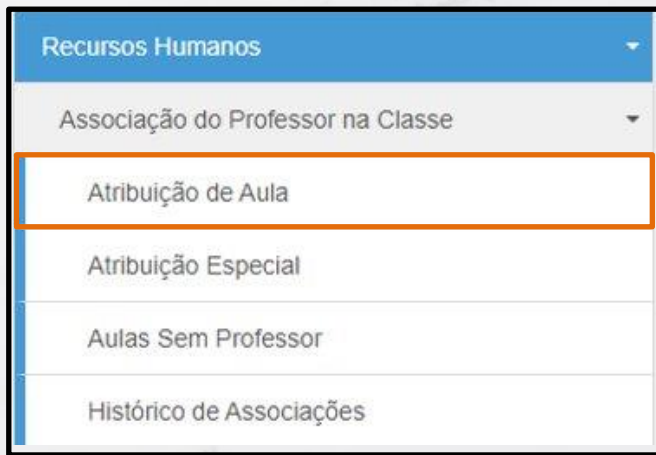 Recursos Humanos
Associação do Professor na Classe
Atribuição de Aula
Atribuição Especial
Aulas Sem Professor
Histórico de Associações